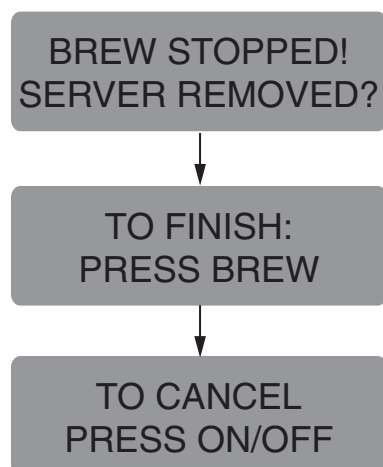 BREW STOPPED!
SERVER REMOVED?
TO FINISH:
PRESS BREW
TO CANCEL
PRESS ON/OFF